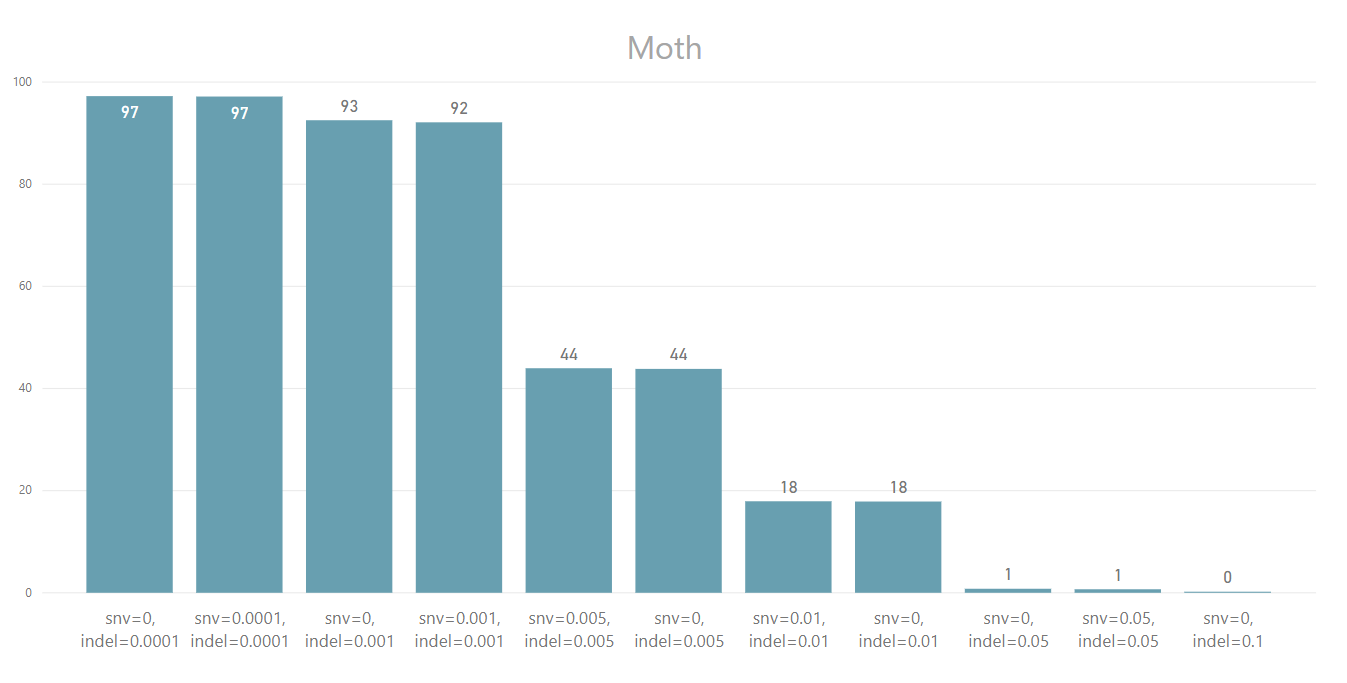 Moth
100
80
60
40
20
0
97
97
93
92
44
44
18
18
1
1
0
snv=0,
indel=0.0001
snv=0.0001,
indel=0.0001
snv=0,
indel=0.001
snv=0.001,
indel=0.001
snv=0.005,
indel=0.005
snv=0,
indel=0.005
snv=0.01,
indel=0.01
snv=0,
indel=0.01
snv=0,
indel=0.05
snv=0.05,
indel=0.05
snv=0,
indel=0.1